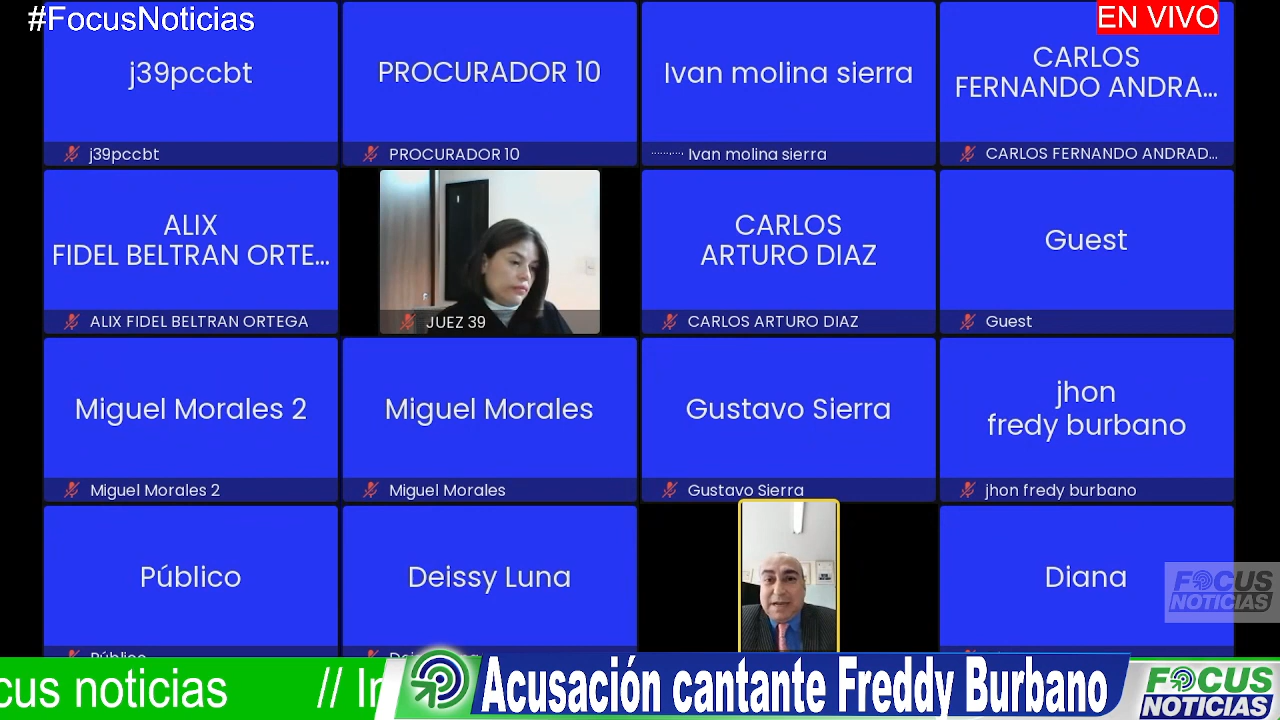 #FocusNoticias
EN VIVO
j39pccbt
PROCURADOR 10
Ivan molina sierra
CARLOS
FERNANDO ANDRA...
j39pccbt
PROCURADOR 10
Ivan molina sierra
CARLOS FERNANDO ANDRAD...
ALIX
FIDEL BELTRAN ORTE...
CARLOS
ARTURO DIAZ
Guest
ALIX FIDEL BELTRAN ORTEGA
JUEZ 39
CARLOS ARTURO DIAZ
Guest
Miguel Morales 2
Miguel Morales
Gustavo Sierra
jhon
fredy burbano
Miguel Morales 2
Miguel Morales
Gustavo Sierra
jhon fredy burbano
Público
Deissy Luna
Diana
FOCUS
NOTICIAS
Público
cus noticias // In
Acusación cantante Freddy Burbano
FOCUS
NOTICIAS